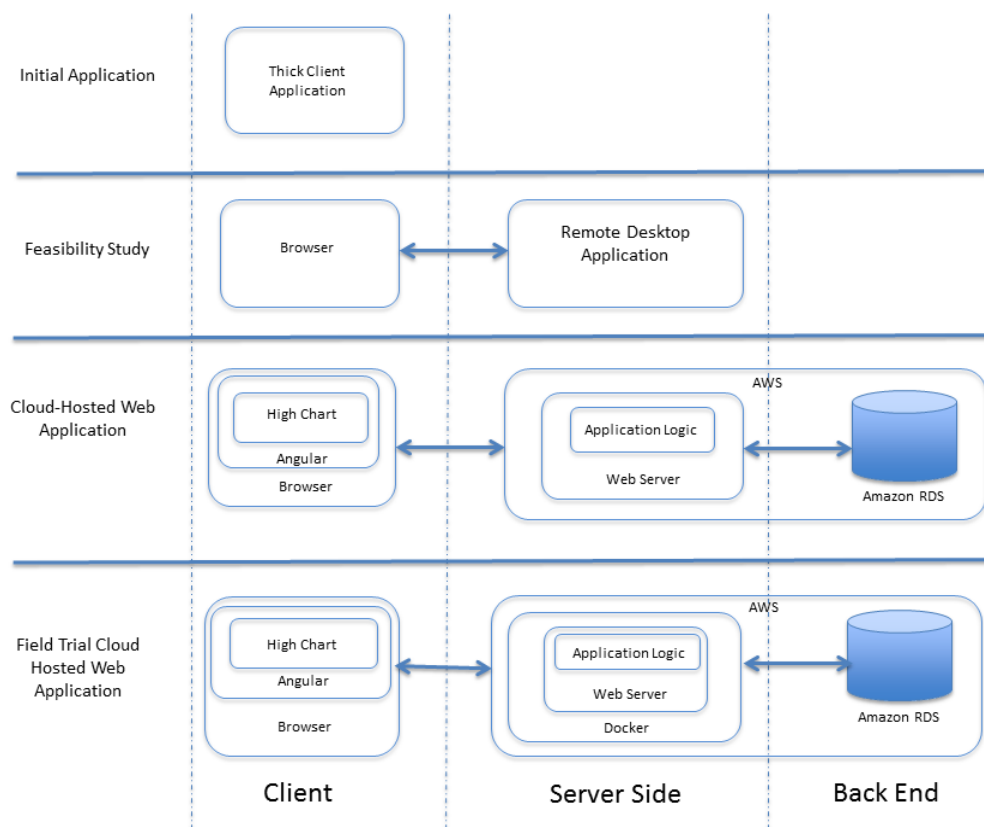 Initial Application
Thick Client
Application
Feasibility Study
Browser
Remote Desktop
Application
Cloud-Hosted Web
Application
High Chart
Angular
Browser
AWS
Application Logic
Web Server
Amazon RDS
Field Trial Cloud
Hosted Web
Application
High Chart
Angular
Browser
AWS
Application Logic
Web Server
Docker
Amazon RDS
Client
Server Side
Back End